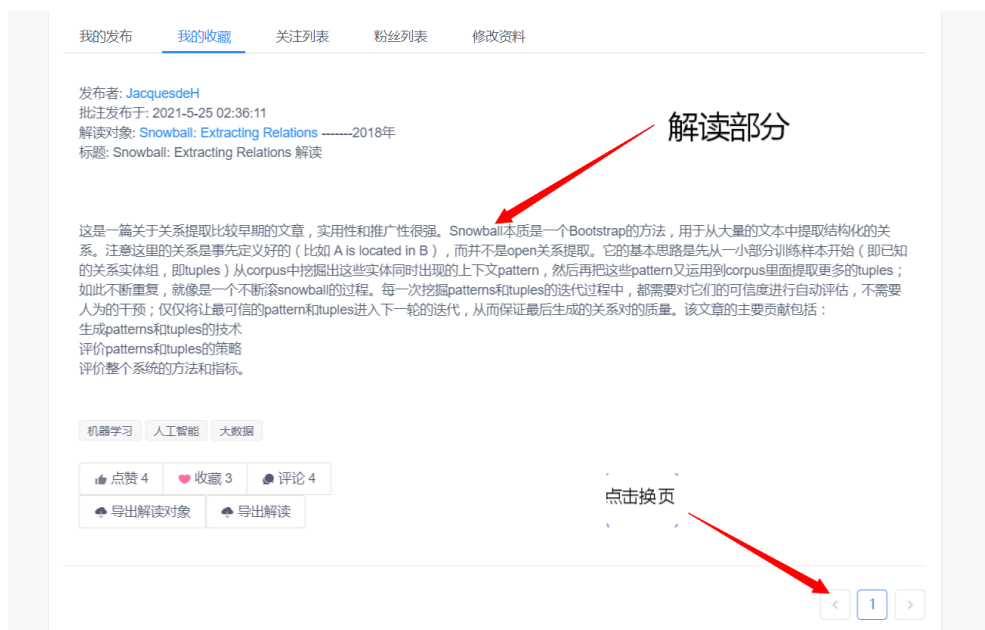 我的发布 我的收藏 关注列表 粉丝列表 修改资料
发布者: JacquesdeH
批注发布于: 2021-5-25 02:36:11
解读对象: Snowball: Extracting Relations -------2018年
标题: Snowball: Extracting Relations 解读
解读部分
这是一篇关于关系提取比较早期的文章，实用性和推广性很强。Snowball本质是一个Bootstrap的方法，用于从大量的文本中提取结构化的关
系。注意这里的关系是事先定义好的（比如 A is located in B），而并不是open关系提取。它的基本思路是先从一小部分训练样本开始（即已知
的关系实体组，即tuples）从corpus中挖掘出这些实体同时出现的上下文pattern，然后再把这些pattern又运用到corpus里面提取更多的tuples；
如此不断重复，就像是一个不断滚snowball的过程。每一次挖掘patterns和tuples的迭代过程中，都需要对它们的可信度进行自动评估，不需要
人为的干预；仅仅将让最可信的pattern和tuples进入下一轮的迭代，从而保证最后生成的关系对的质量。该文章的主要贡献包括：
生成patterns和tuples的技术
评价patterns和tuples的策略
评价整个系统的方法和指标。
机器学习 人工智能 大数据
点赞 4 收藏 3 评论 4
导出解读对象 导出解读
点击换页
< 1 >